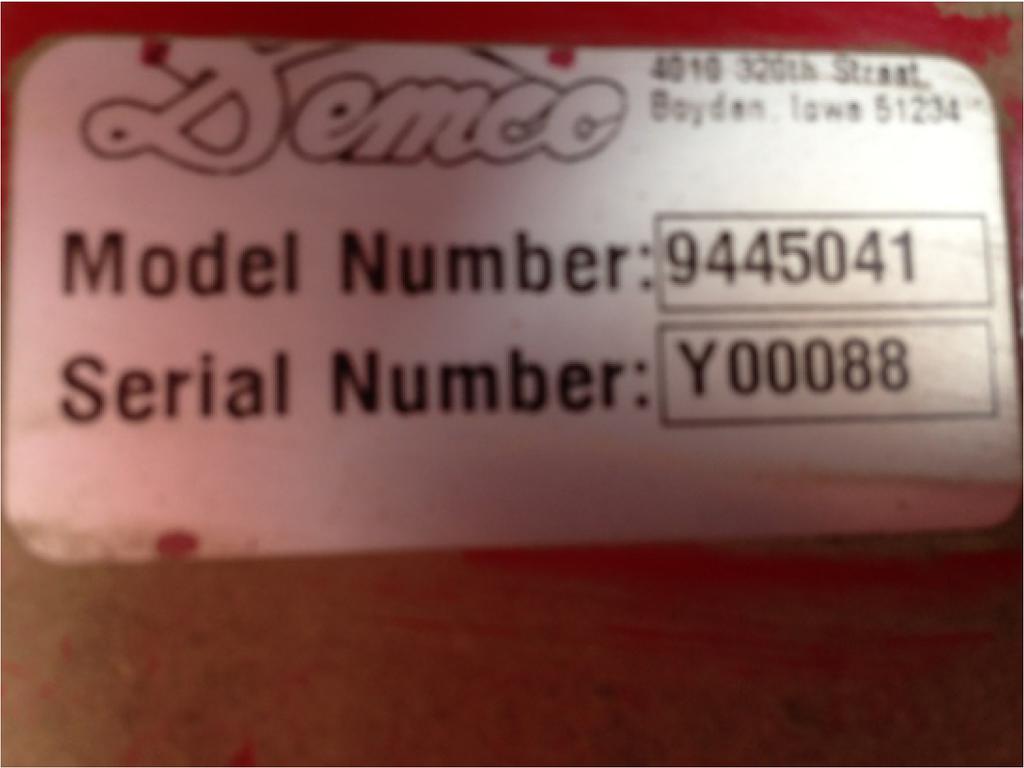 Demco
4010 320th Street,
Boyden, Iowa 51234
Model Number: 9445041
Serial Number: Y00088